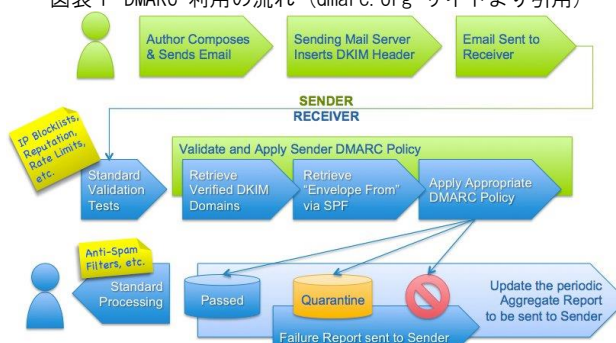 図表1 DMARC 利用の流れ (dmarc.org サイトより引用)
Author Composes
& Sends Email
Sending Mail Server
Inserts DKIM Header
Email Sent to
Receiver
SENDER
RECEIVER
IP Blocklists,
Reputation,
Rate Limits,
etc.
Standard
Validation
Tests
Validate and Apply Sender DMARC Policy
Retrieve
Verified DKIM
Domains
Retrieve
“Envelope From”
via SPF
Apply Appropriate
DMARC Policy
Anti-Spam
Filters, etc.
Standard
Processing
Passed
Quarantine
Update the periodic
Aggregate Report
to be sent to Sender
Failure Report sent to Sender